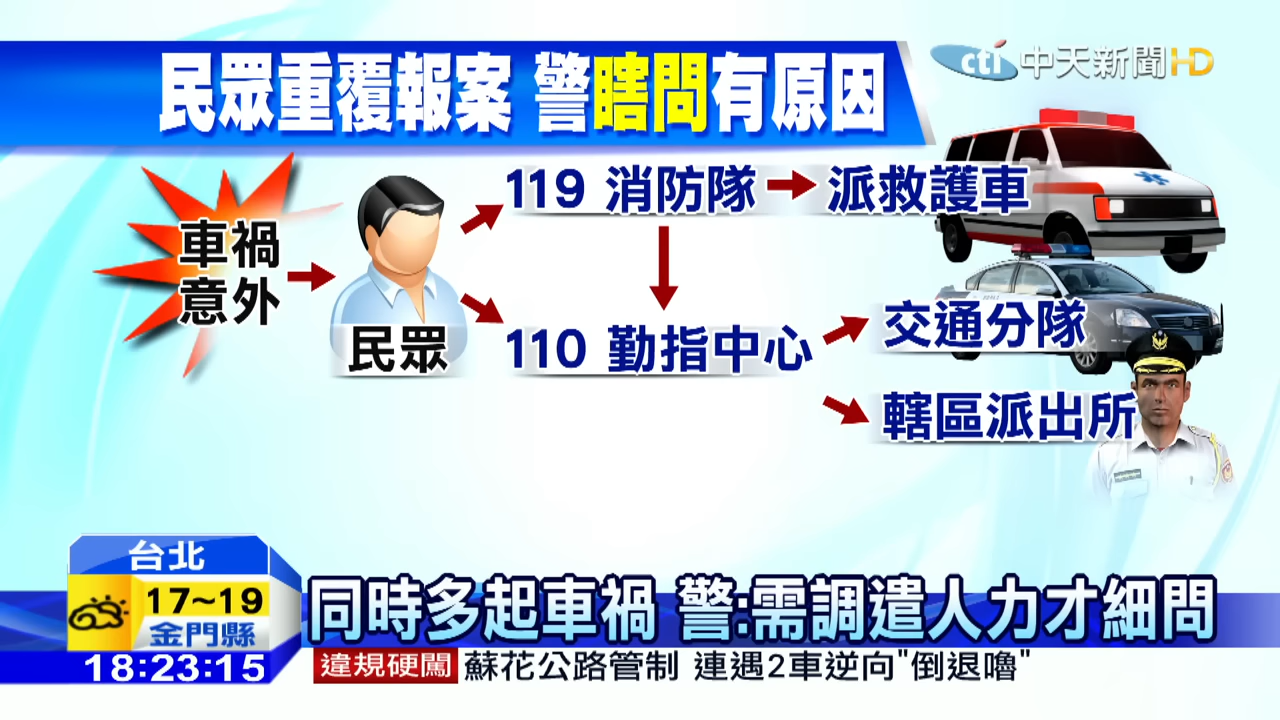 民眾重覆報案 警瞎問有原因
cti 中天新聞HD
車禍
意外
民眾
119 消防隊
派救護車
110 勤指中心
交通分隊
轄區派出所
台北
17~19
金門縣
18:23:15
同時多起車禍 警:需調遣人力才細問
違規硬闖 蘇花公路管制 連遇2車逆向"倒退嚕"